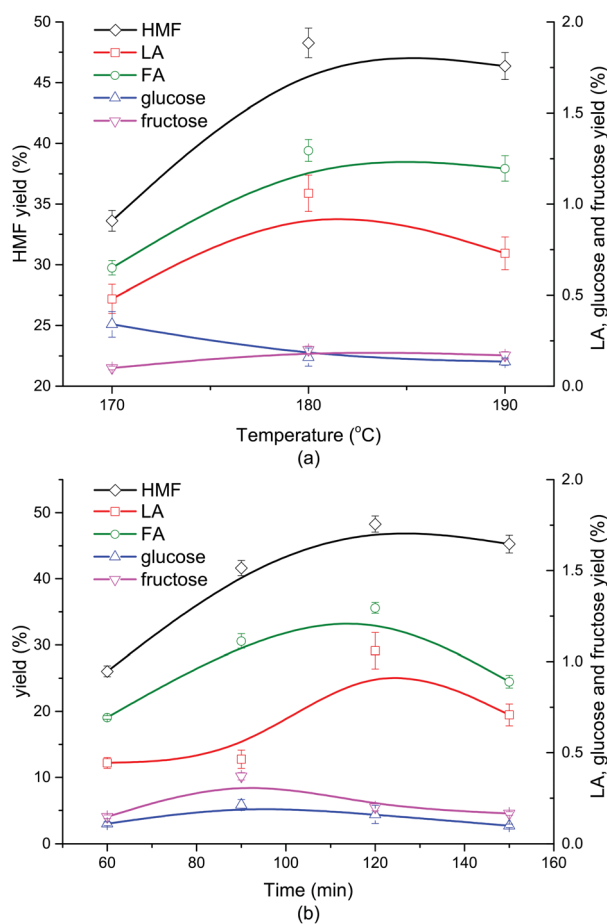 50
45
40
35
30
25
20
HMF yield (%)
HMF
LA
FA
glucose
fructose
2.0
1.5
1.0
0.5
0.0
LA, glucose and fructose yield (%)
170
180
190
Temperature (°C)
(a)
50
40
30
20
10
0
yield (%)
HMF
LA
FA
glucose
fructose
2.0
1.5
1.0
0.5
0.0
LA, glucose and fructose yield (%)
60
80
100
120
140
160
Time (min)
(b)